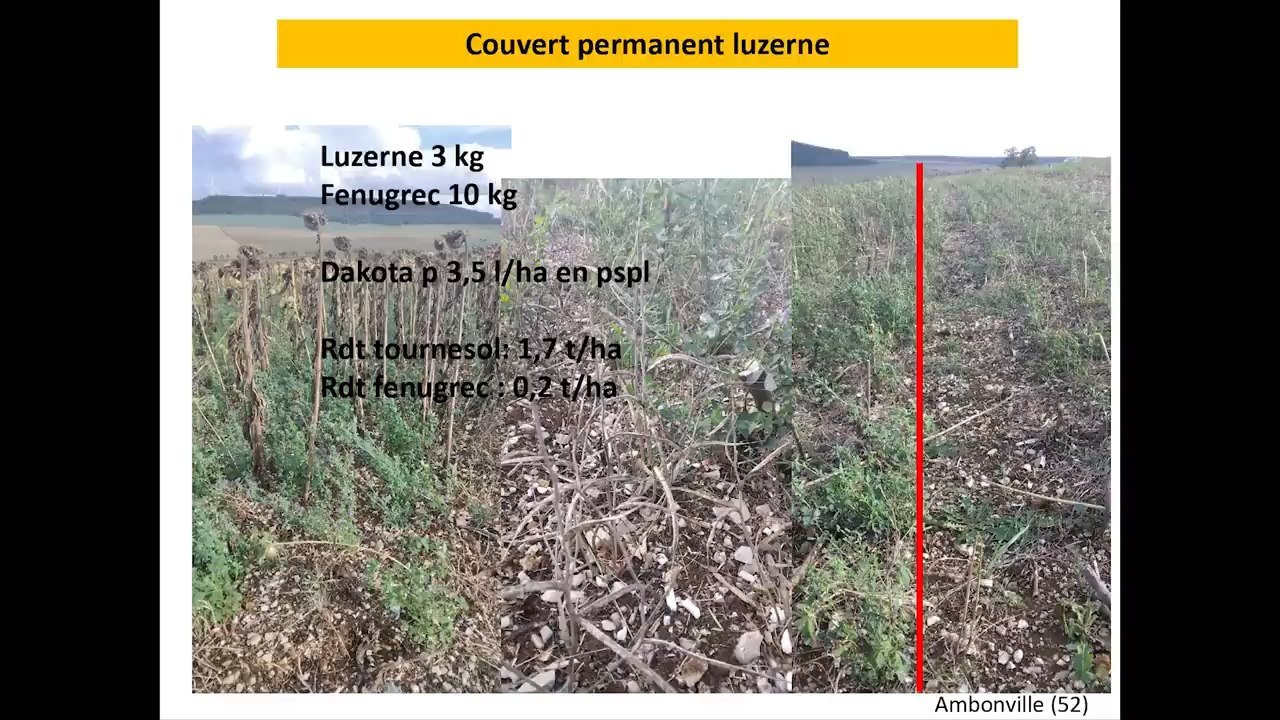 Couvert permanent luzerne
Luzerne 3 kg
Fenugrec 10 kg
Dakota p 3,5 l/ha en pspl
Rdt tournesol: 1,7 t/ha
Rdt fenugrec : 0,2 t/ha
Ambonville (52)